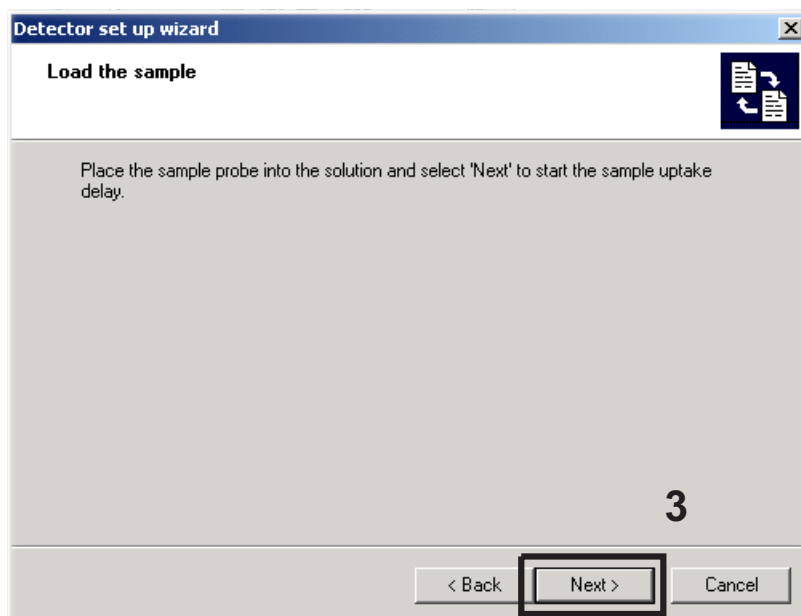 Detector set up wizard
Load the sample
Place the sample probe into the solution and select 'Next' to start the sample uptake
delay.
3
< Back Next > Cancel